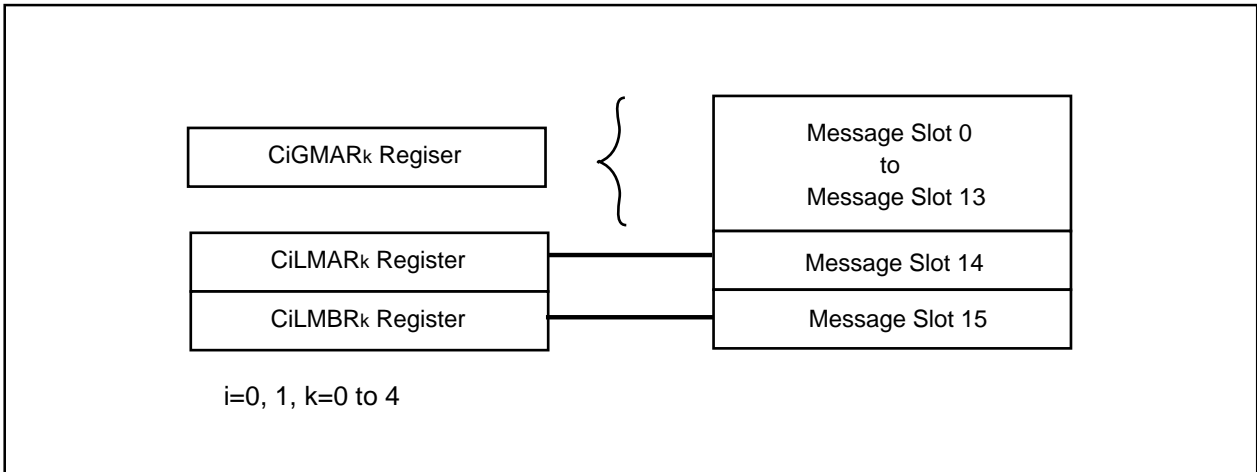 CiGMARk Regiser
Message Slot 0
to
Message Slot 13
CiLMARk Register
Message Slot 14
CiLMBRk Register
Message Slot 15
i=0, 1, k=0 to 4